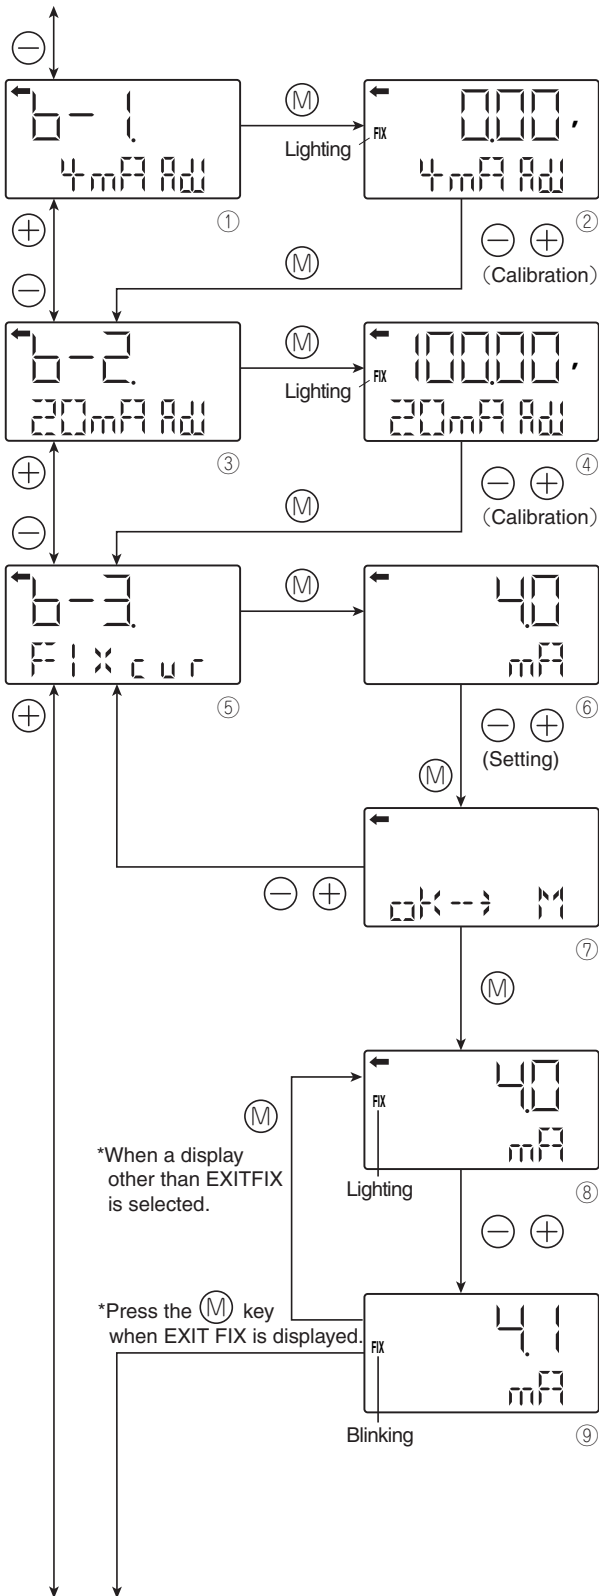 ⊖
b-1.
4mA AdJ
①
Ⓜ
Lighting
FIX
0.00,
4mA AdJ
②
⊕
⊖
⊖ ⊕
(Calibration)
Ⓜ
b-2.
20mA AdJ
③
Ⓜ
Lighting
FIX
100.00,
20mA AdJ
④
⊕
⊖
⊖ ⊕
(Calibration)
Ⓜ
b-3.
FIXcur
⑤
Ⓜ
4.0
mA
⑥
⊕
⊖ ⊕
(Setting)
Ⓜ
⊖ ⊕
oK--> M
⑦
Ⓜ
4.0
FIX
mA
Lighting
⑧
Ⓜ
*When a display
other than EXITFIX
is selected.
⊖ ⊕
*Press the Ⓜ key
when EXIT FIX is displayed.
4.1
FIX
mA
Blinking
⑨